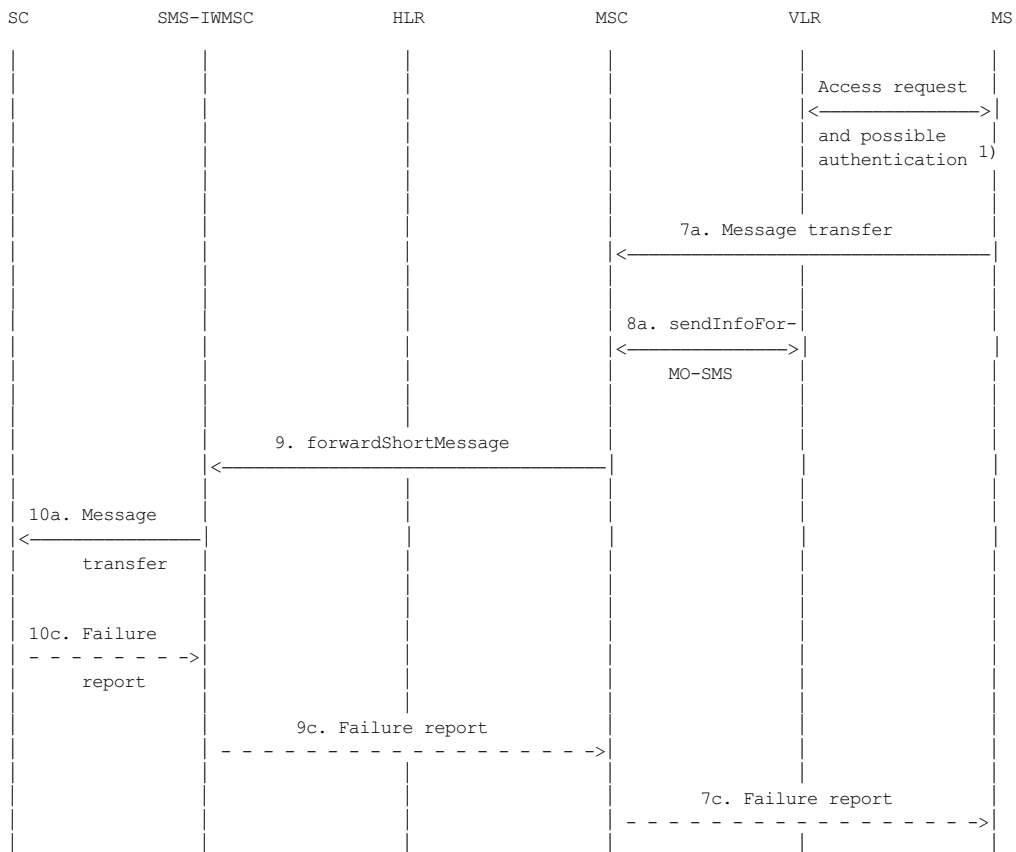 SC SMS-IWMSC HLR MSC VLR MS
Access request
and possible
authentication 1)
7a. Message transfer
8a. sendInfoFor-
MO-SMS
9. forwardShortMessage
10a. Message
transfer
10c. Failure
report
9c. Failure report
7c. Failure report